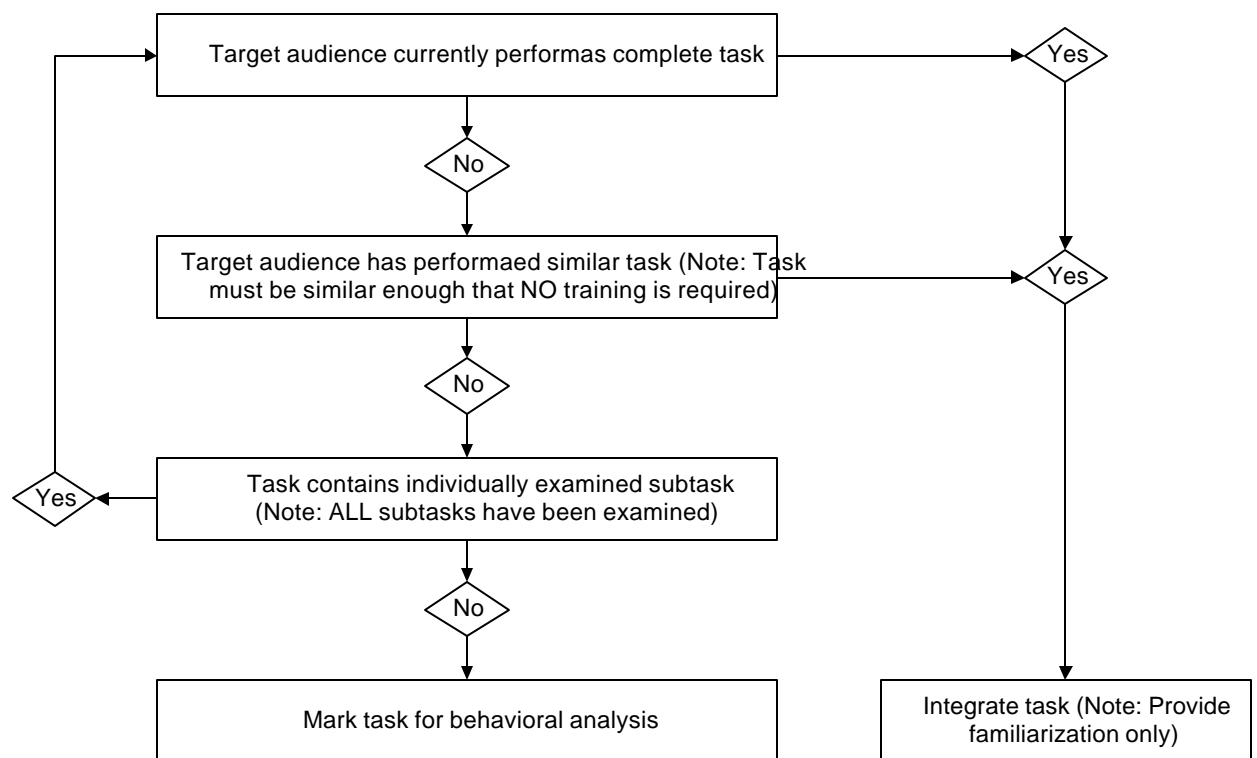 Target audience currently performas complete task
Yes
No
Target audience has performaed similar task (Note: Task
must be similar enough that NO training is required)
Yes
No
Task contains individually examined subtask
(Note: ALL subtasks have been examined)
Yes
No
Mark task for behavioral analysis
Integrate task (Note: Provide
familiarization only)